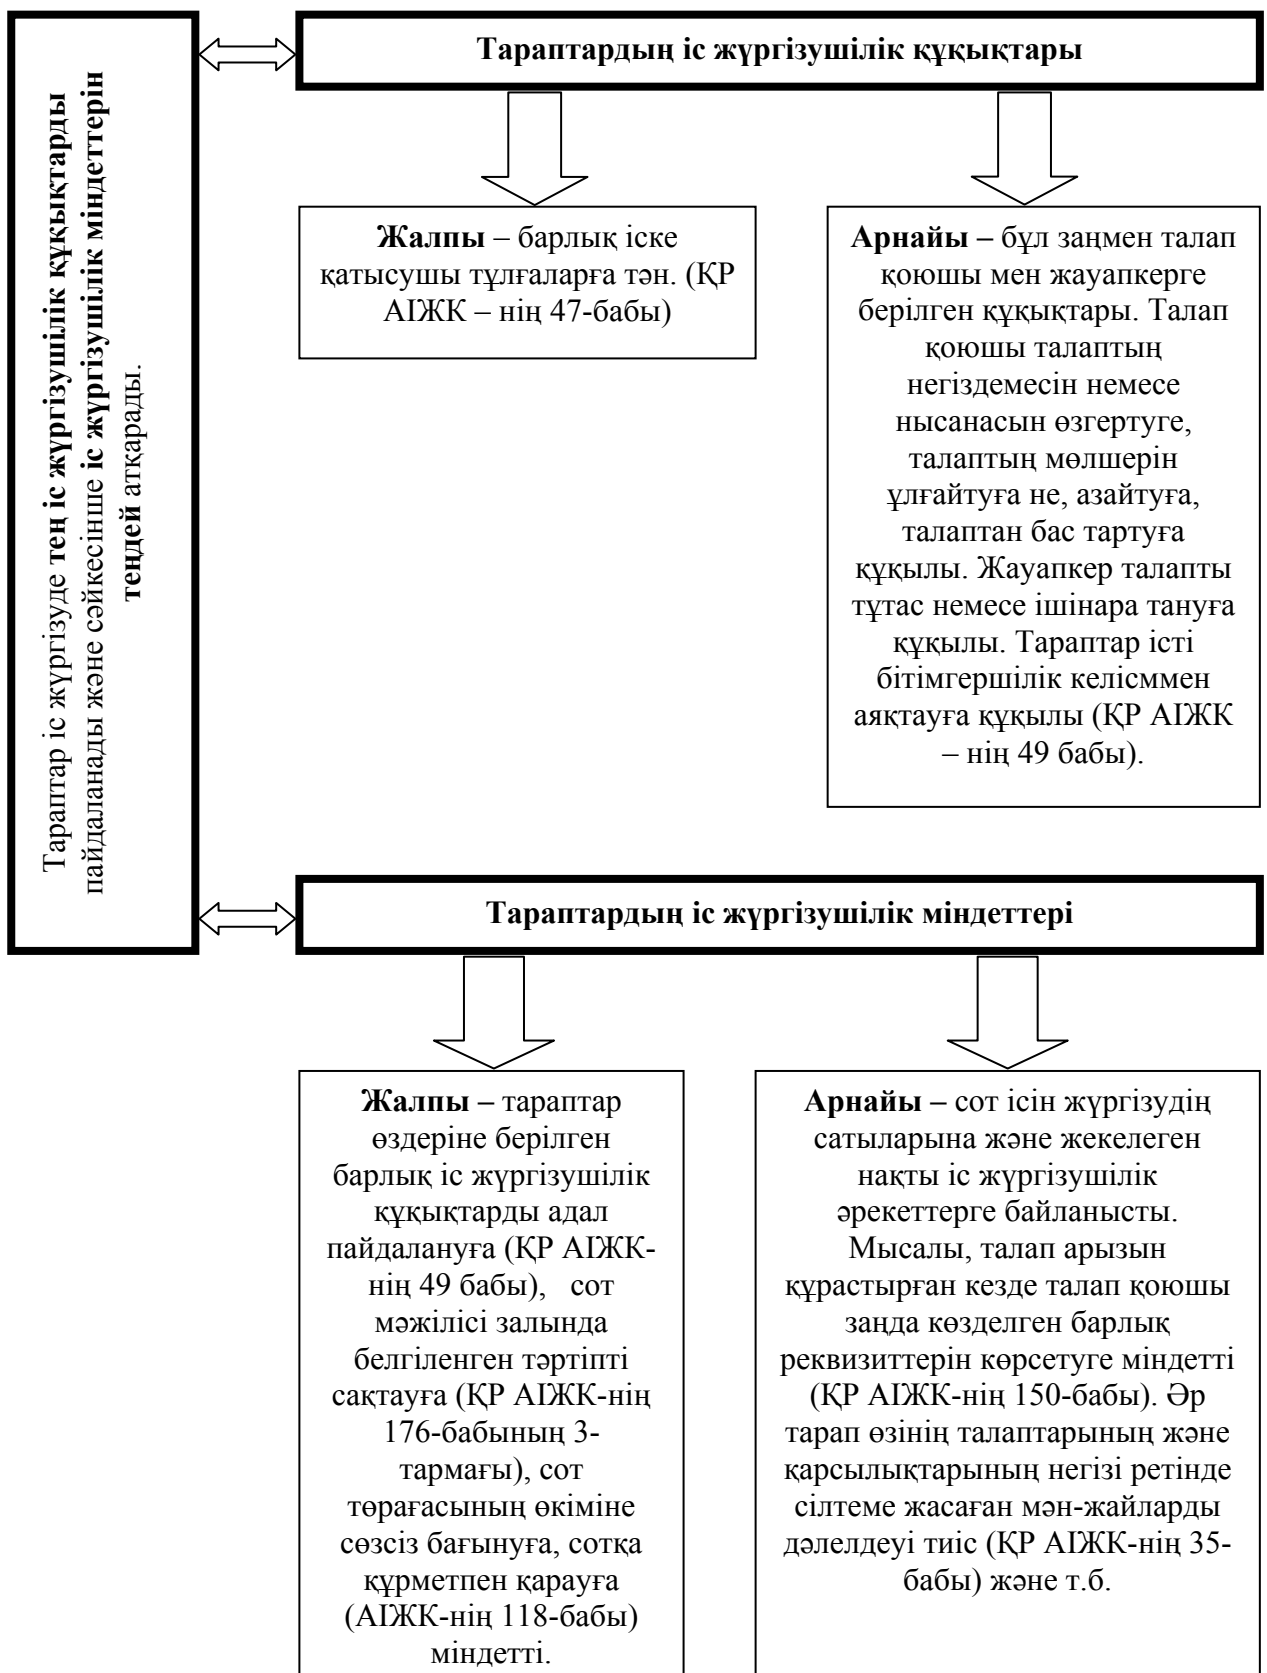 Тараптар іс жүргізуде тең іс жүргізушілік құқықтарды
пайдаланады және сәйкесінше іс жүргізушілік міндеттерін
теңдей атқарады.
Тараптардың іс жүргізушілік құқықтары
Жалпы – барлық іске
қатысушы тұлғаларға тән. (ҚР
АІЖК – нің 47-бабы)
Арнайы – бұл заңмен талап
қоюшы мен жауапкерге
берілген құқықтары. Талап
қоюшы талаптың
негіздемесін немесе
нысанасын өзгертуге,
талаптың мөлшерін
ұлғайтуға не, азайтуға,
талаптан бас тартуға
құқылы. Жауапкер талапты
тұтас немесе ішінара тануға
құқылы. Тараптар істі
бітімгершілік келісммен
аяқтауға құқылы (ҚР АІЖК
– нің 49 бабы).
Тараптардың іс жүргізушілік міндеттері
Жалпы – тараптар
өздеріне берілген
барлық іс жүргізушілік
құқықтарды адал
пайдалануға (ҚР АІЖК-
нің 49 бабы), сот
мәжілісі залында
белгіленген тәртіпті
сақтауға (ҚР АІЖК-нің
176-бабының 3-
тармағы), сот
төрағасының өкіміне
сөзсіз бағынуға, сотқа
құрметпен қарауға
(АІЖК-нің 118-бабы)
міндетті.
Арнайы – сот ісін жүргізудің
сатыларына және жекелеген
нақты іс жүргізушілік
әрекеттерге байланысты.
Мысалы, талап арызын
құрастырған кезде талап қоюшы
заңда көзделген барлық
реквизиттерін көрсетуге міндетті
(ҚР АІЖК-нің 150-бабы). Әр
тарап өзінің талаптарының және
қарсылықтарының негізі ретінде
сілтеме жасаған мән-жайларды
дәлелдеуі тиіс (ҚР АІЖК-нің 35-
бабы) және т.б.